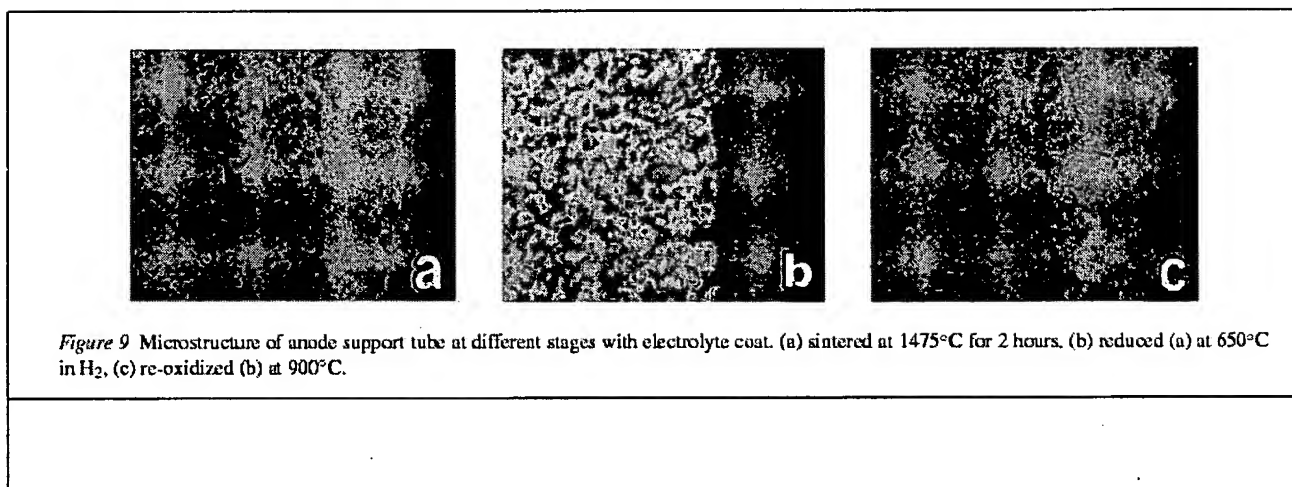 a
b
c
Figure 9 Microstructure of anode support tube at different stages with electrolyte coat. (a) sintered at 1475°C for 2 hours, (b) reduced (a) at 650°C
in H₂, (c) re-oxidized (b) at 900°C.